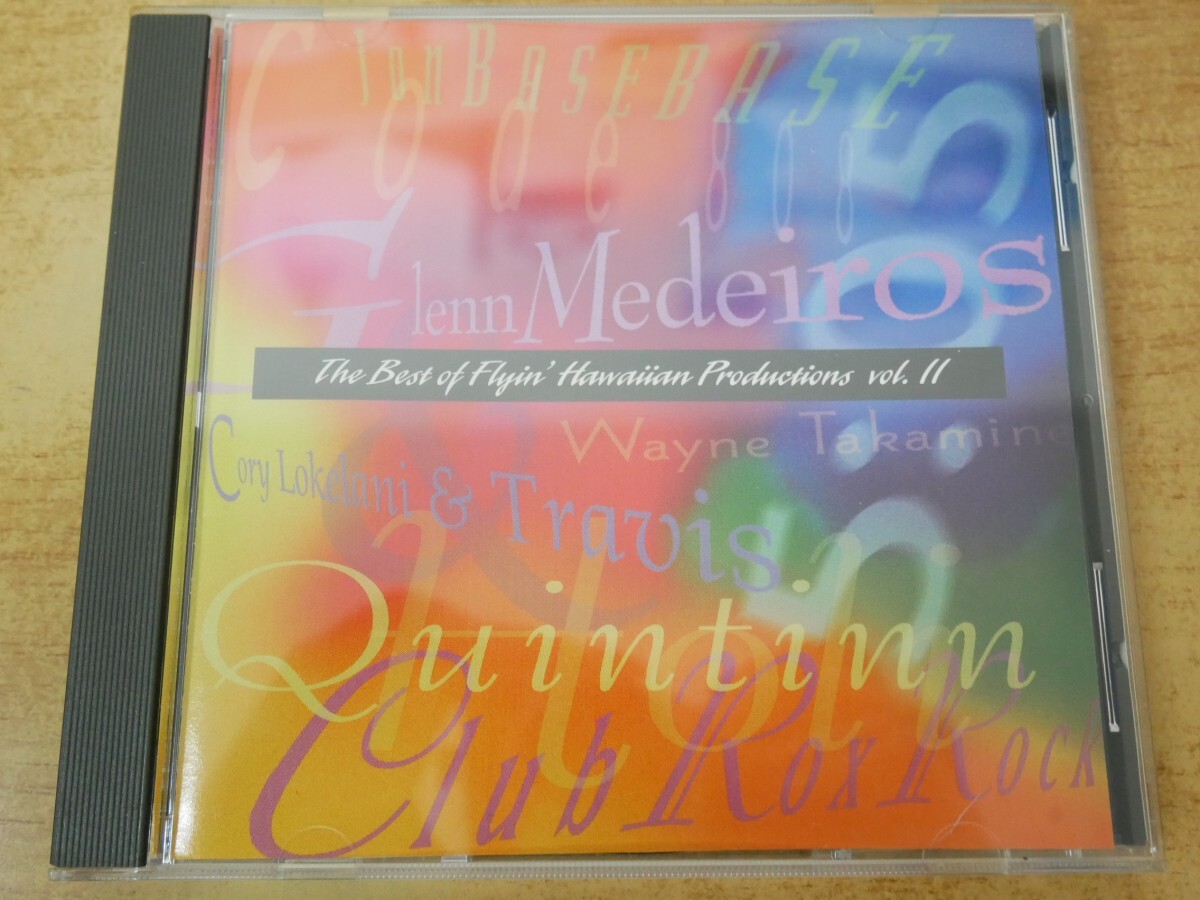 BASEBASE
Code 808
Glenn Medeiros
The Best of Flyin' Hawaiian Productions vol. II
Wayne Takamine
Cory Lokelani & Travis
Quintinn
Club Rox Rock